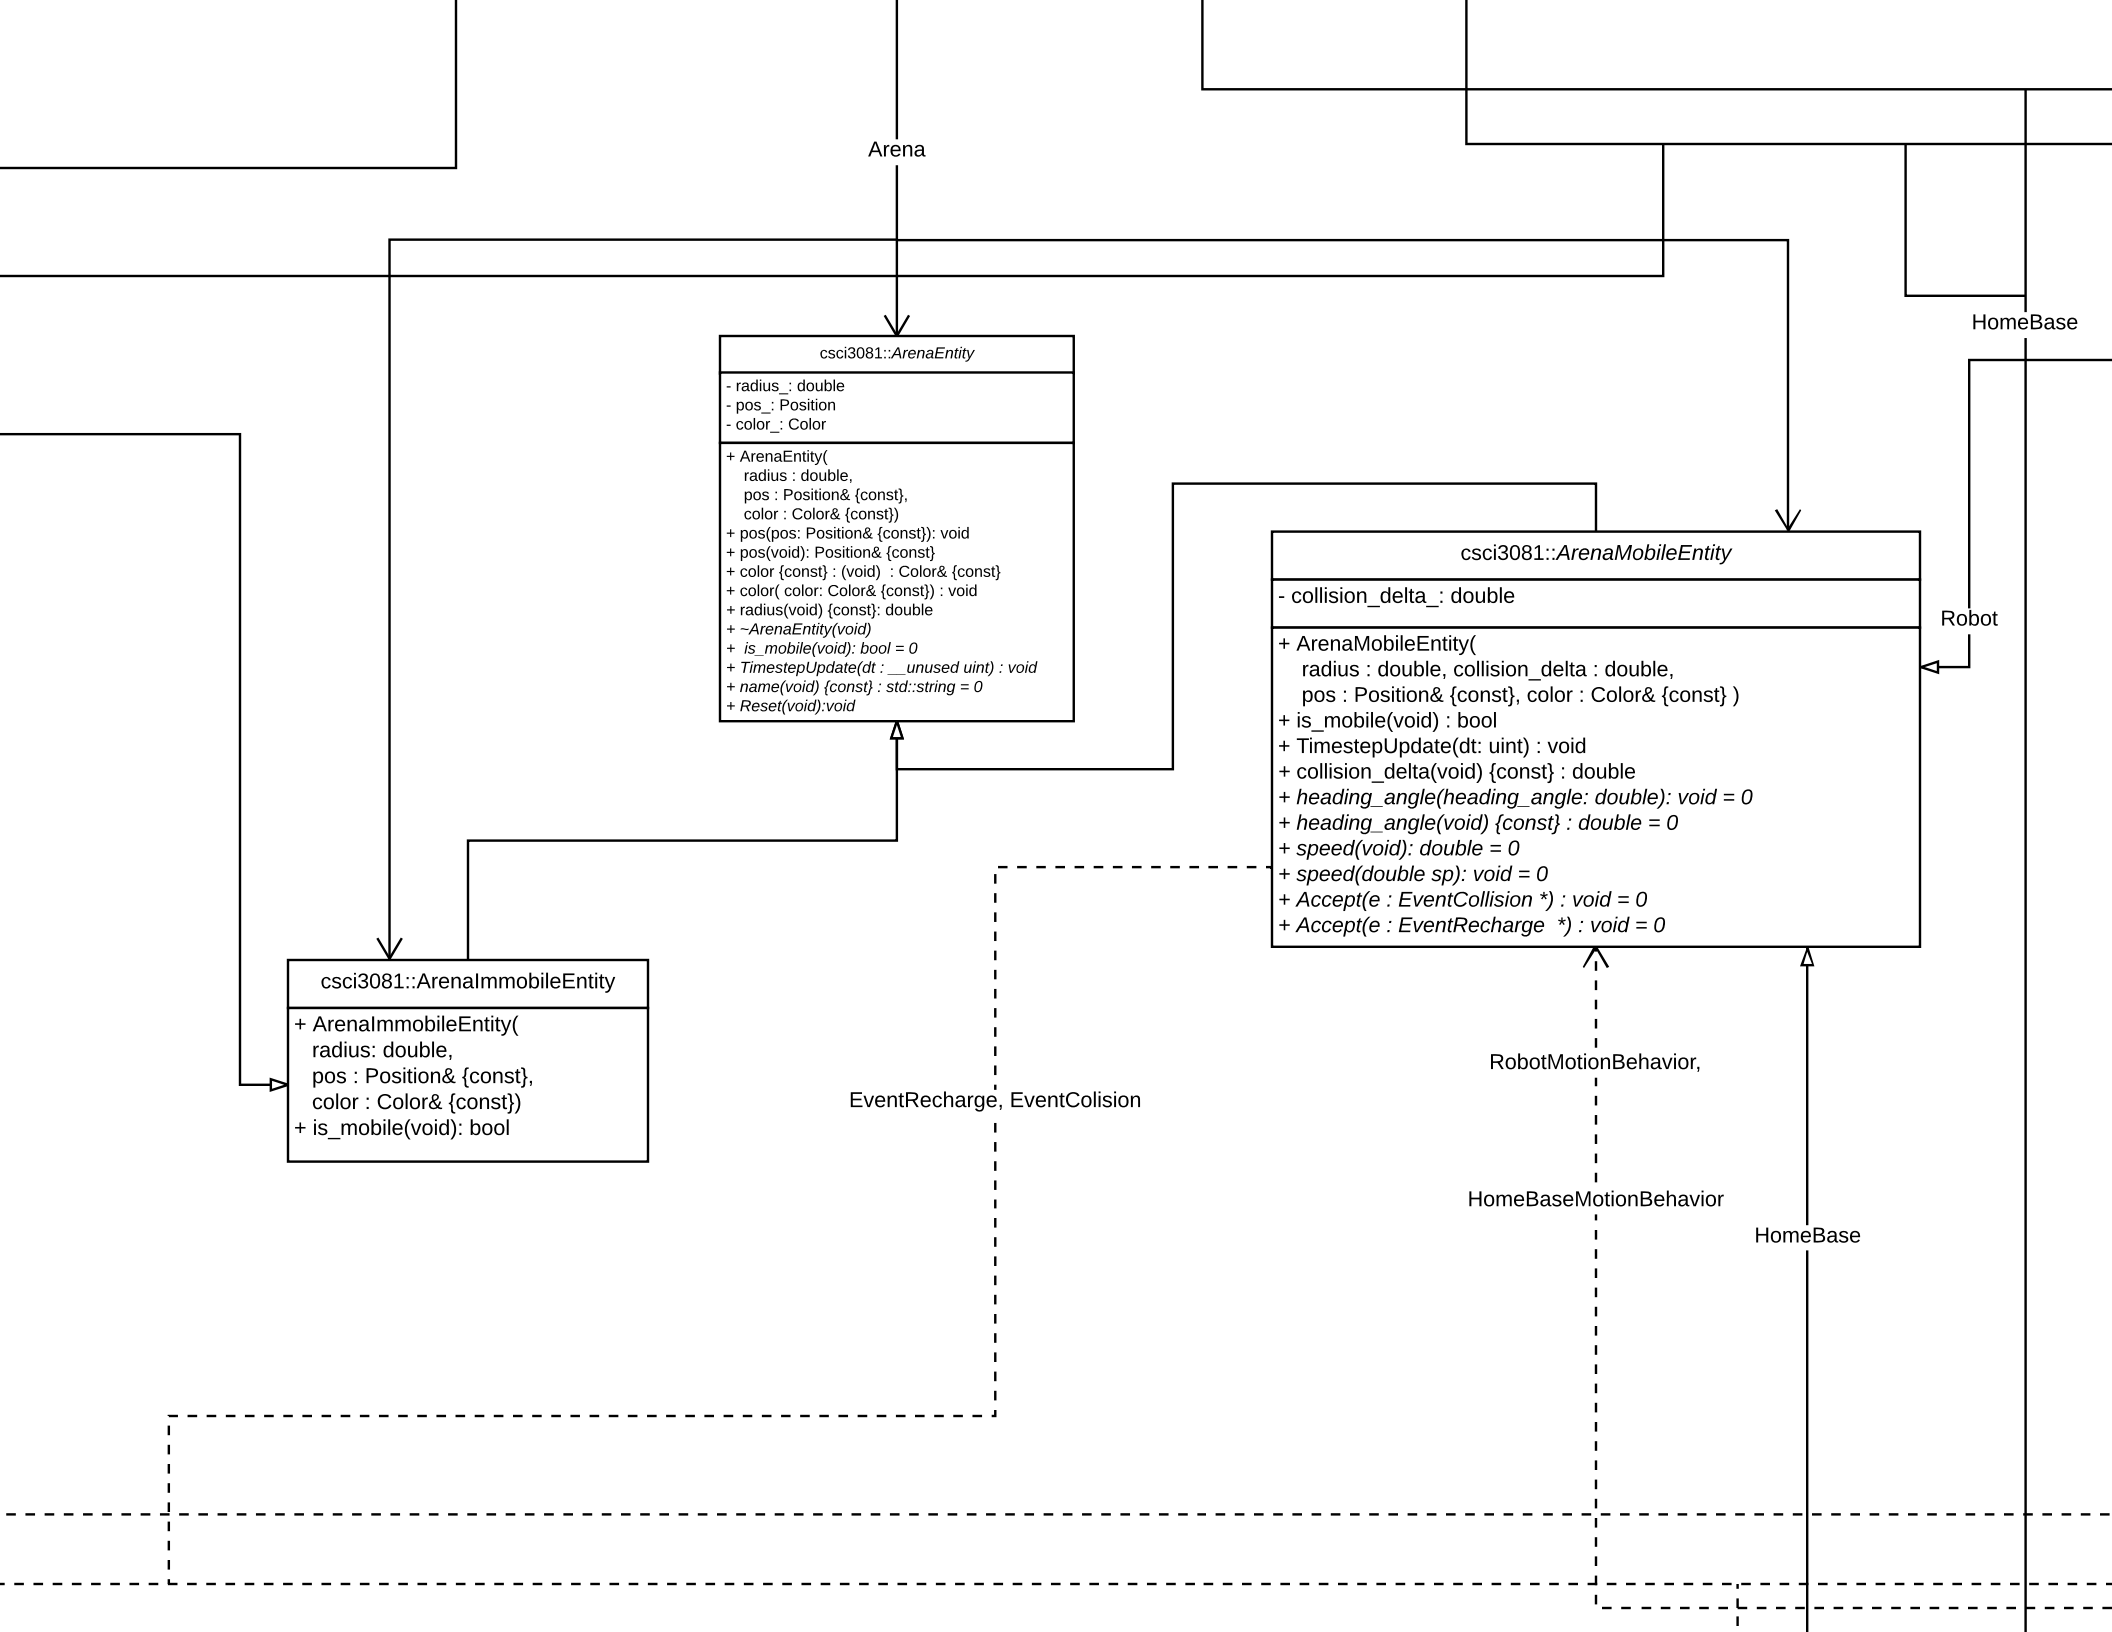 Arena
HomeBase
csci3081::ArenaEntity
- radius_: double
- pos_: Position
- color_: Color
+ ArenaEntity(
radius : double,
pos : Position& {const},
color : Color& {const})
+ pos(pos: Position& {const}): void
+ pos(void): Position& {const}
+ color {const} : (void)  : Color& {const}
+ color( color: Color& {const}) : void
+ radius(void) {const}: double
+ ~ArenaEntity(void)
+  is_mobile(void): bool = 0
+ TimestepUpdate(dt : __unused uint) : void
+ name(void) {const} : std::string = 0
+ Reset(void):void
csci3081::ArenaMobileEntity
- collision_delta_: double
+ ArenaMobileEntity(
radius : double, collision_delta : double,
pos : Position& {const}, color : Color& {const} )
+ is_mobile(void) : bool
+ TimestepUpdate(dt: uint) : void
+ collision_delta(void) {const} : double
+ heading_angle(heading_angle: double): void = 0
+ heading_angle(void) {const} : double = 0
+ speed(void): double = 0
+ speed(double sp): void = 0
+ Accept(e : EventCollision *) : void = 0
+ Accept(e : EventRecharge  *) : void = 0
Robot
csci3081::ArenaImmobileEntity
+ ArenaImmobileEntity(
radius: double,
pos : Position& {const},
color : Color& {const})
+ is_mobile(void): bool
EventRecharge, EventColision
RobotMotionBehavior,
HomeBaseMotionBehavior
HomeBase